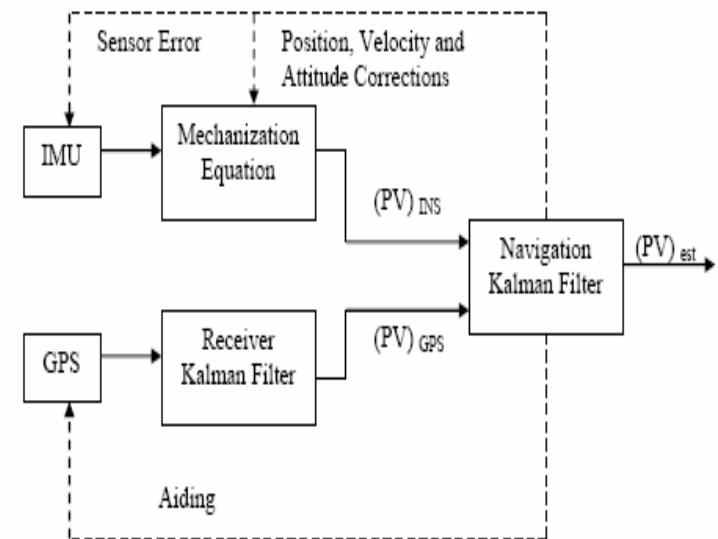 Sensor Error
Position, Velocity and
Attitude Corrections
IMU
Mechanization
Equation
(PV) INS
Navigation
Kalman Filter
(PV) est
GPS
Receiver
Kalman Filter
(PV) GPS
Aiding